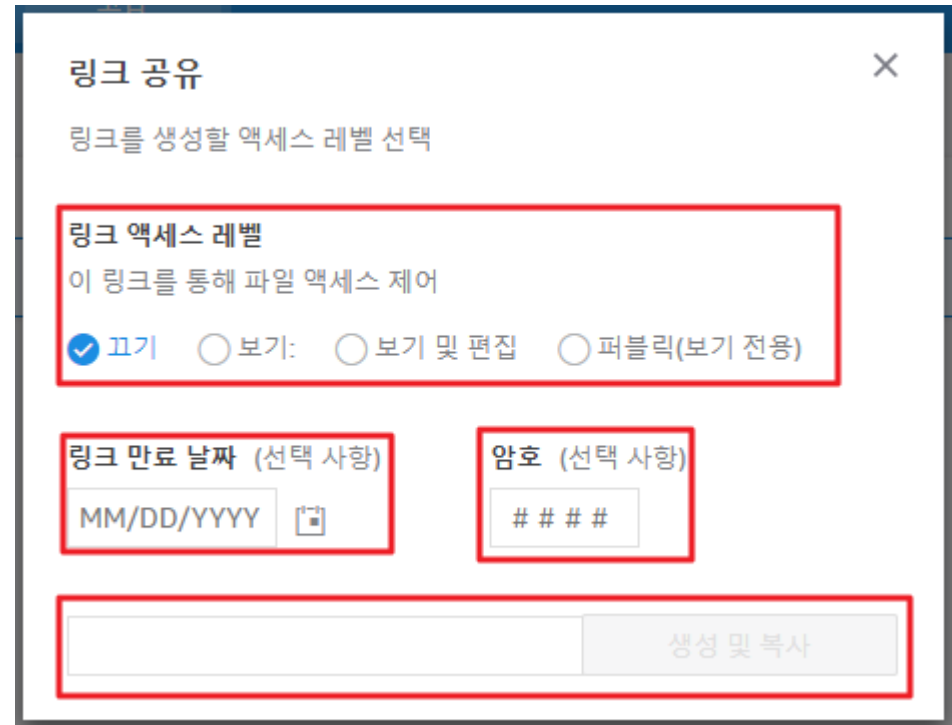 링크 공유
링크를 생성할 액세스 레벨 선택
링크 액세스 레벨
이 링크를 통해 파일 액세스 제어
끄기 보기: 보기 및 편집 퍼블릭(보기 전용)
링크 만료 날짜 (선택 사항) 암호 (선택 사항)
MM/DD/YYYY # # # #
생성 및 복사